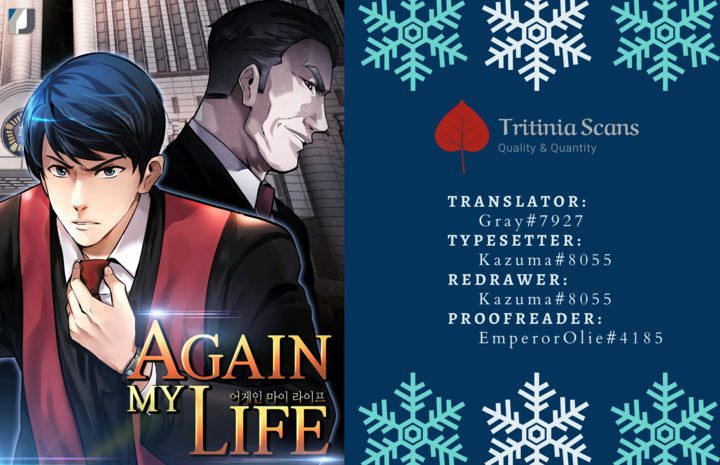 AGAIN
MY LIFE
어게인 마이 라이프
Tritinia Scans
Quality & Quantity
TRANSLATOR:
Gray#7927
TYPESETTER:
Kazuma#8055
REDRAWER:
Kazuma#8055
PROOFREADER:
EmperorOlie#4185